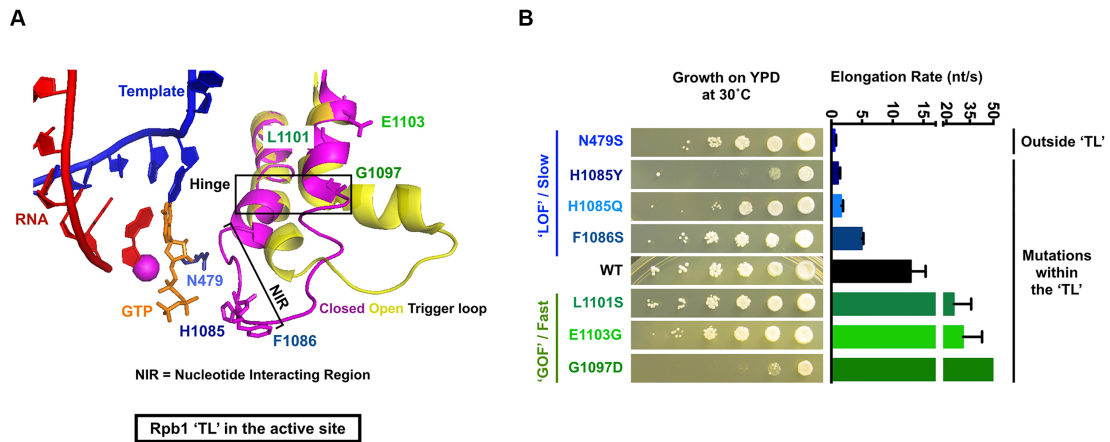 A
Template
E1103
L1101
G1097
Hinge
RNA
N479
NIR
GTP
Closed Open Trigger loop
H1085
F1086
NIR = Nucleotide Interacting Region
Rpb1 ‘TL’ in the active site
B
Growth on YPD
at 30˚C
Elongation Rate (nt/s)
0 5 10 15 20 35 50
‘LOF’ / Slow
N479S
H1085Y
H1085Q
F1086S
WT
‘GOF’ / Fast
L1101S
E1103G
G1097D
Outside ‘TL’
Mutations
within
the ‘TL’